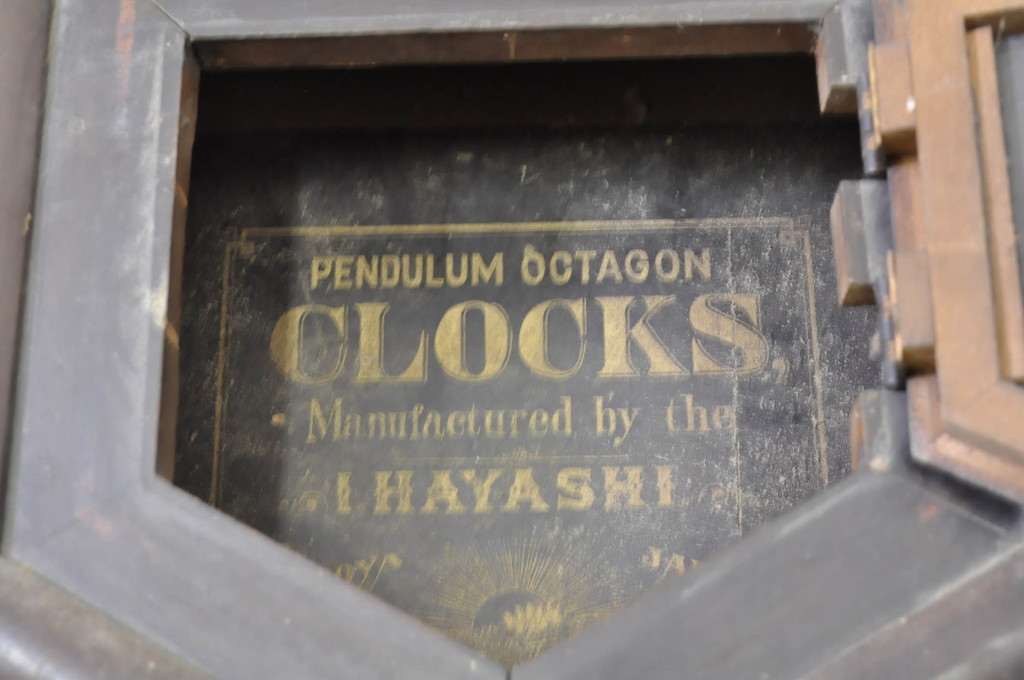 PENDULUM OCTAGON
CLOCKS,
Manufactured by the
I. HAYASHI